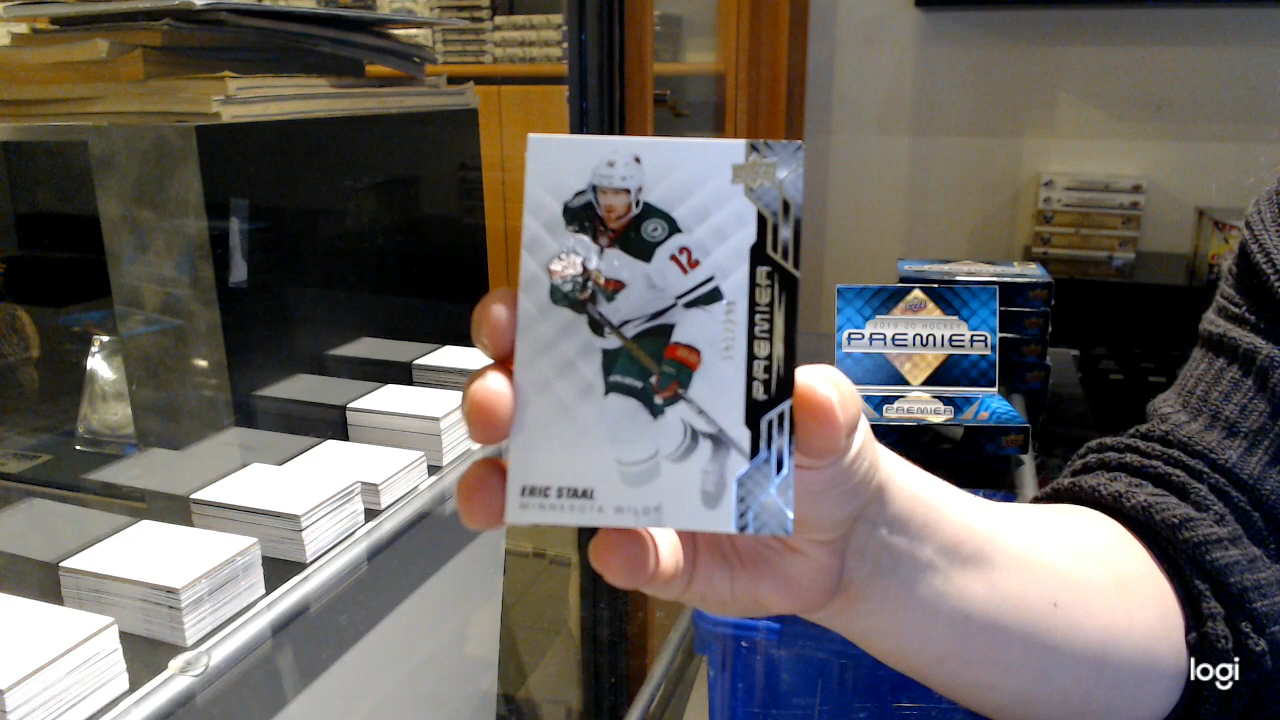 12
PREMIER
ERIC STAAL
MINNESOTA WILD
2019-20 HOCKEY
PREMIER
PREMIER
logi